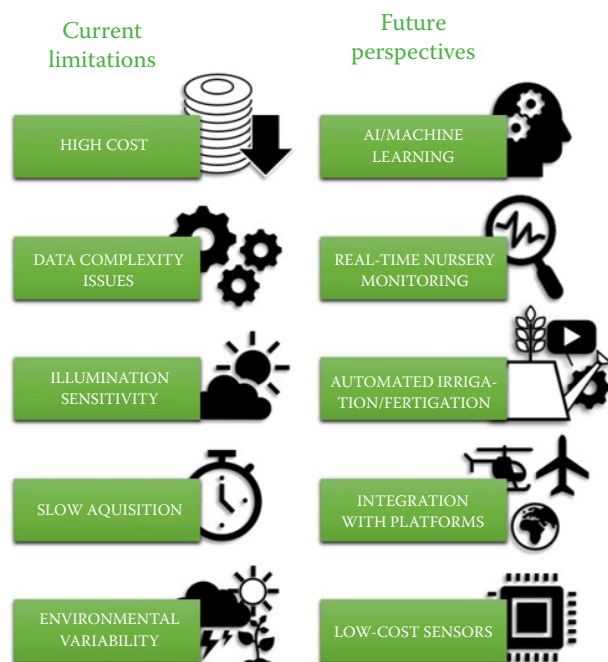 Current
limitations
HIGH COST
DATA COMPLEXITY
ISSUES
ILLUMINATION
SENSITIVITY
SLOW AQUISITION
ENVIRONMENTAL
VARIABILITY
Future
perspectives
AI/MACHINE
LEARNING
REAL-TIME NURSERY
MONITORING
AUTOMATED IRRIGA-
TION/FERTIGATION
INTEGRATION
WITH PLATFORMS
LOW-COST SENSORS